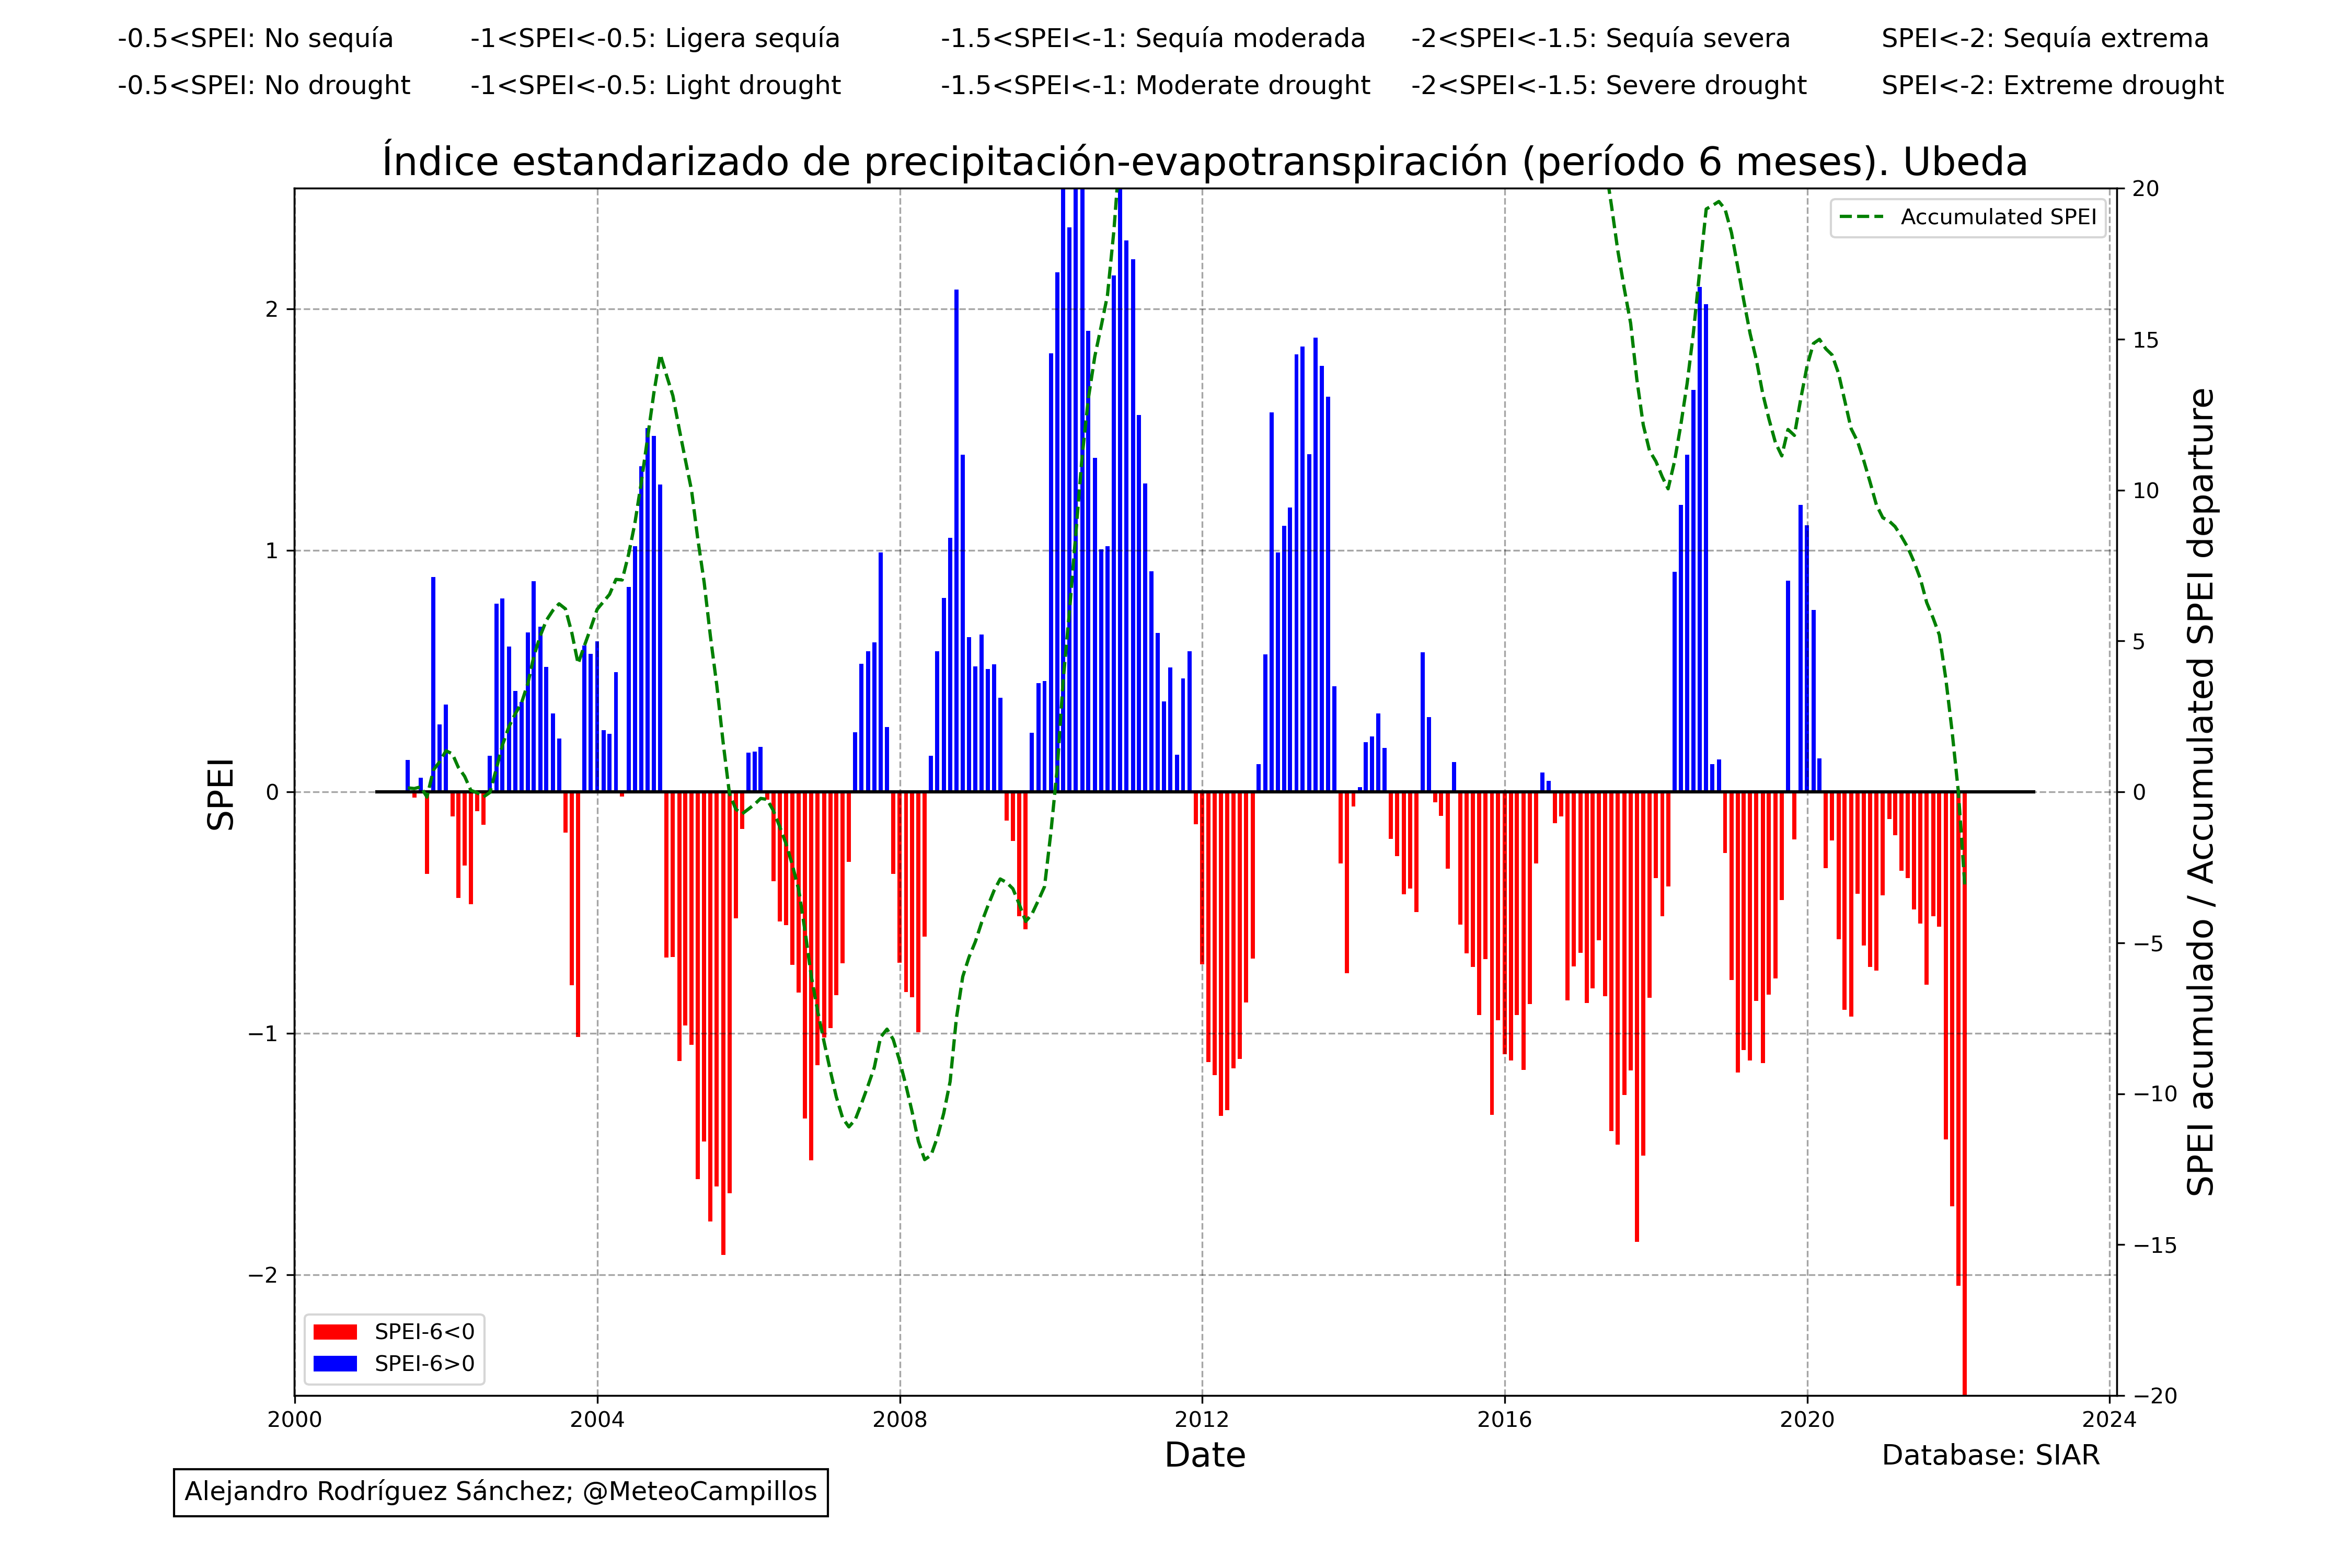 -0.5<SPEI: No sequía -1<SPEI<-0.5: Ligera sequía -1.5<SPEI<-1: Sequía moderada -2<SPEI<-1.5: Sequía severa SPEI<-2: Sequía extrema
-0.5<SPEI: No drought -1<SPEI<-0.5: Light drought -1.5<SPEI<-1: Moderate drought -2<SPEI<-1.5: Severe drought SPEI<-2: Extreme drought
Índice estandarizado de precipitación-evapotranspiración (período 6 meses). Ubeda
Accumulated SPEI
SPEI
2
1
0
−1
−2
20
15
10
5
0
−5
−10
−15
−20
SPEI acumulado / Accumulated SPEI departure
SPEI-6<0
SPEI-6>0
2000 2004 2008 2012 2016 2020 2024
Date
Database: SIAR
Alejandro Rodríguez Sánchez; @MeteoCampillos